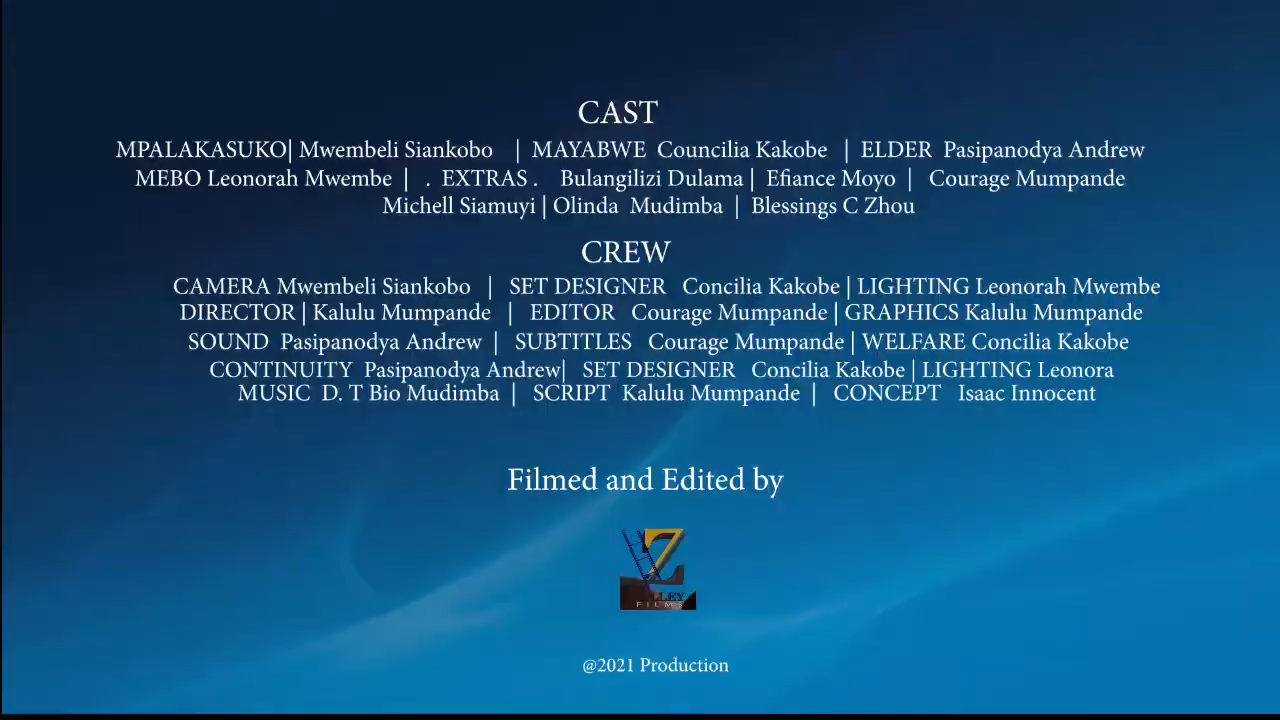 CAST
MPALAKASUKO| Mwembeli Siankobo | MAYABWE Councilia Kakobe | ELDER Pasipanodya Andrew
MEBO Leonorah Mwembe | . EXTRAS . Bulangilizi Dulama | Efiance Moyo | Courage Mumpande
Michell Siamuyi | Olinda Mudimba | Blessings C Zhou
CREW
CAMERA Mwembeli Siankobo | SET DESIGNER Concilia Kakobe | LIGHTING Leonorah Mwembe
DIRECTOR | Kalulu Mumpande | EDITOR Courage Mumpande | GRAPHICS Kalulu Mumpande
SOUND Pasipanodya Andrew | SUBTITLES Courage Mumpande | WELFARE Concilia Kakobe
CONTINUITY Pasipanodya Andrew| SET DESIGNER Concilia Kakobe | LIGHTING Leonora
MUSIC D. T Bio Mudimba | SCRIPT Kalulu Mumpande | CONCEPT Isaac Innocent
Filmed and Edited by
FILMS
@2021 Production